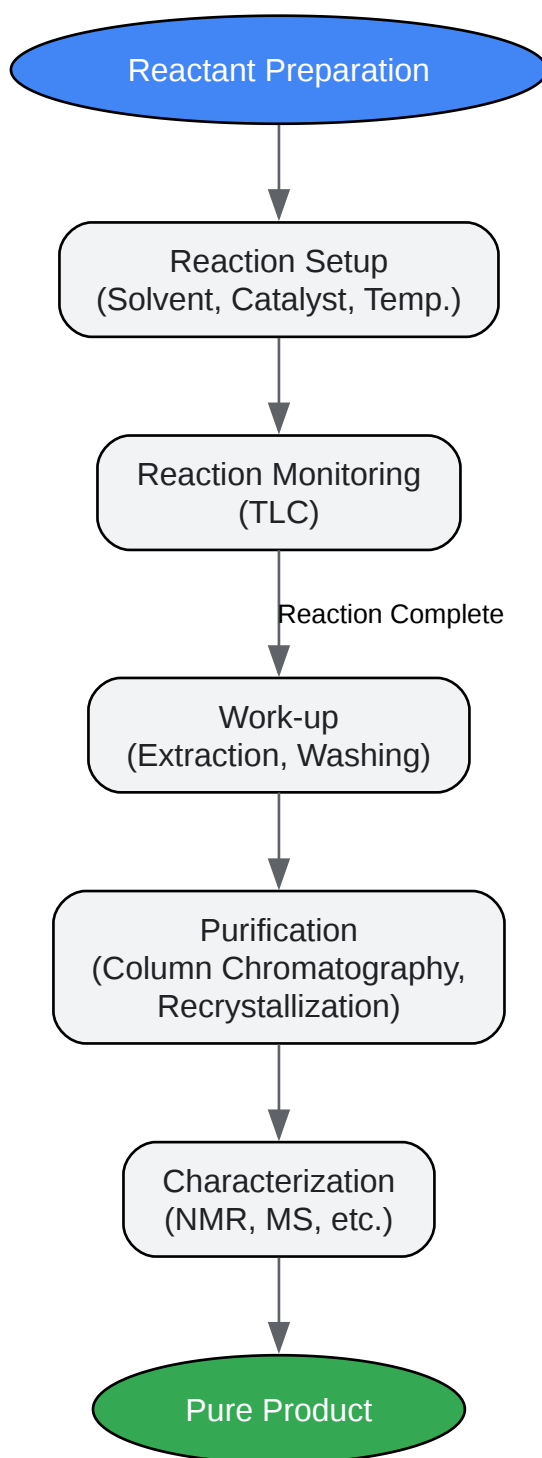 Reactant Preparation
Reaction Setup
(Solvent, Catalyst, Temp.)
Reaction Monitoring
(TLC)
Reaction Complete
Work-up
(Extraction, Washing)
Purification
(Column Chromatography,
Recrystallization)
Characterization
(NMR, MS, etc.)
Pure Product